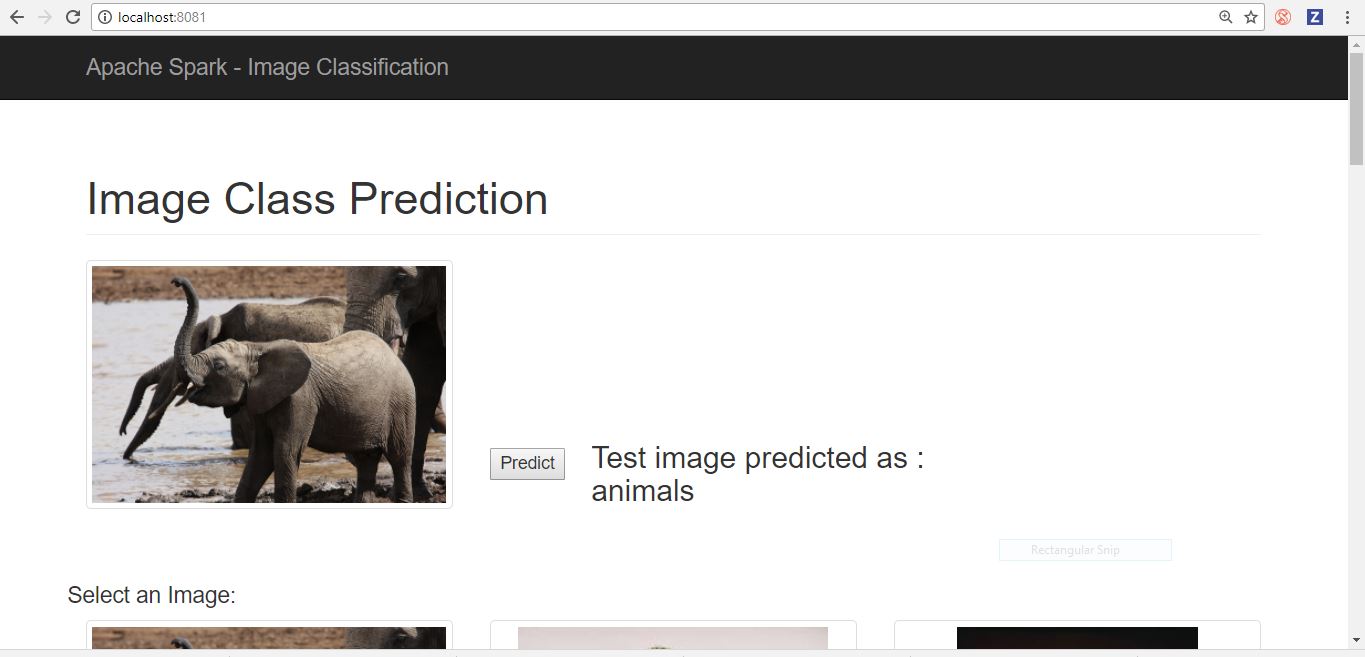 localhost:8081
Z
Apache Spark - Image Classification
Image Class Prediction
Predict
Test image predicted as :
animals
Rectangular Snip
Select an Image: